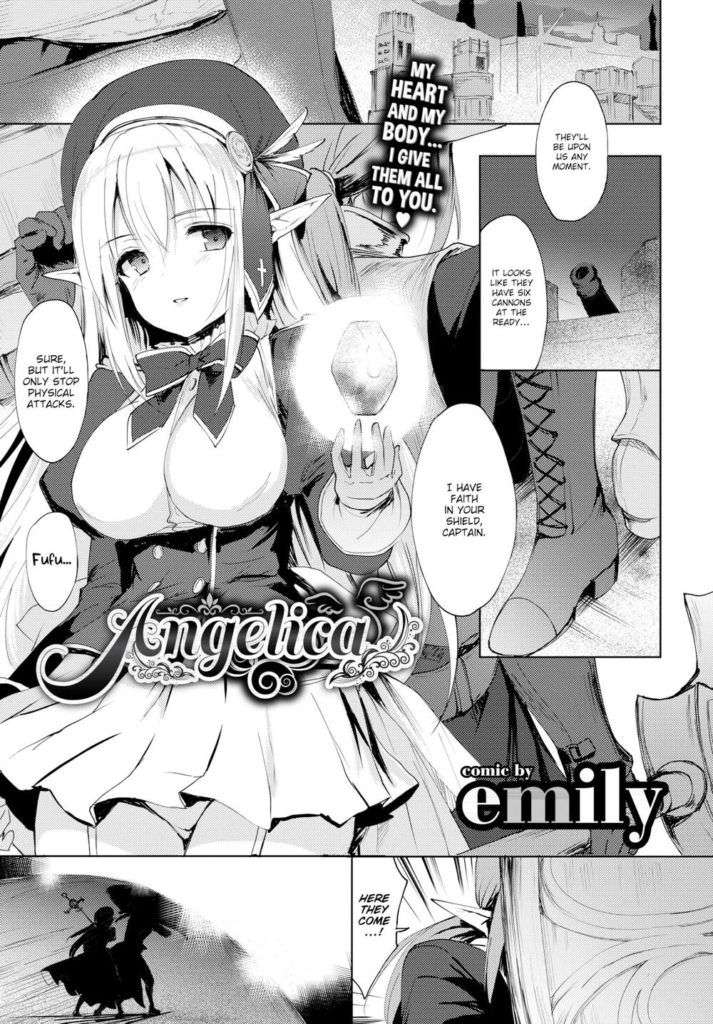 THEY'LL
BE UPON
US ANY
MOMENT.
IT LOOKS
LIKE THEY
HAVE SIX
CANNONS
AT THE
READY...
MY
HEART
AND MY
BODY...
I GIVE
THEM ALL
TO YOU.
♥
I HAVE
FAITH
IN YOUR
SHIELD,
CAPTAIN.
SURE,
BUT IT'LL
ONLY STOP
PHYSICAL
ATTACKS.
Fufu...
Angelica
comic by
emily
HERE
THEY
COME
...!